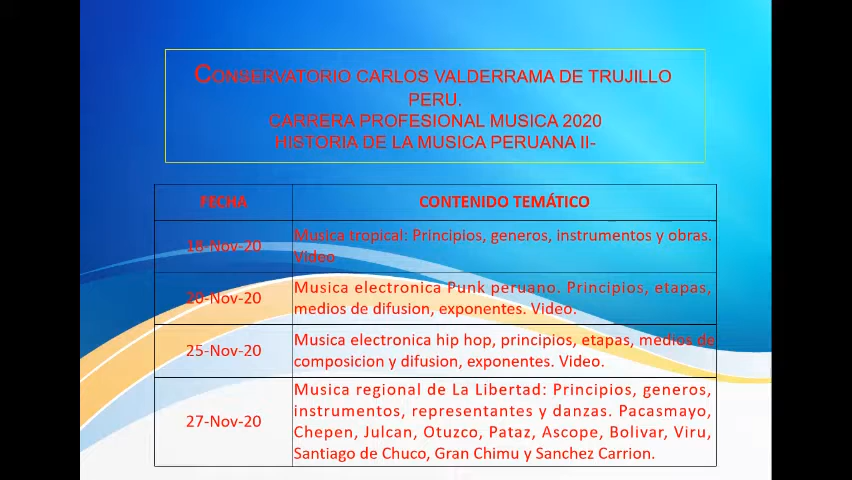 CONSERVATORIO CARLOS VALDERRAMA DE TRUJILLO
PERU.
CARRERA PROFESIONAL MUSICA 2020
HISTORIA DE LA MUSICA PERUANA II-
FECHA CONTENIDO TEMÁTICO
18-Nov-20 Musica tropical: Principios, generos, instrumentos y obras.
Video
20-Nov-20 Musica electronica Punk peruano. Principios, etapas,
medios de difusion, exponentes. Video.
25-Nov-20 Musica electronica hip hop, principios, etapas, medios de
composicion y difusion, exponentes. Video.
27-Nov-20 Musica regional de La Libertad: Principios, generos,
instrumentos, representantes y danzas. Pacasmayo,
Chepen, Julcan, Otuzco, Pataz, Ascope, Bolivar, Viru,
Santiago de Chuco, Gran Chimu y Sanchez Carrion.